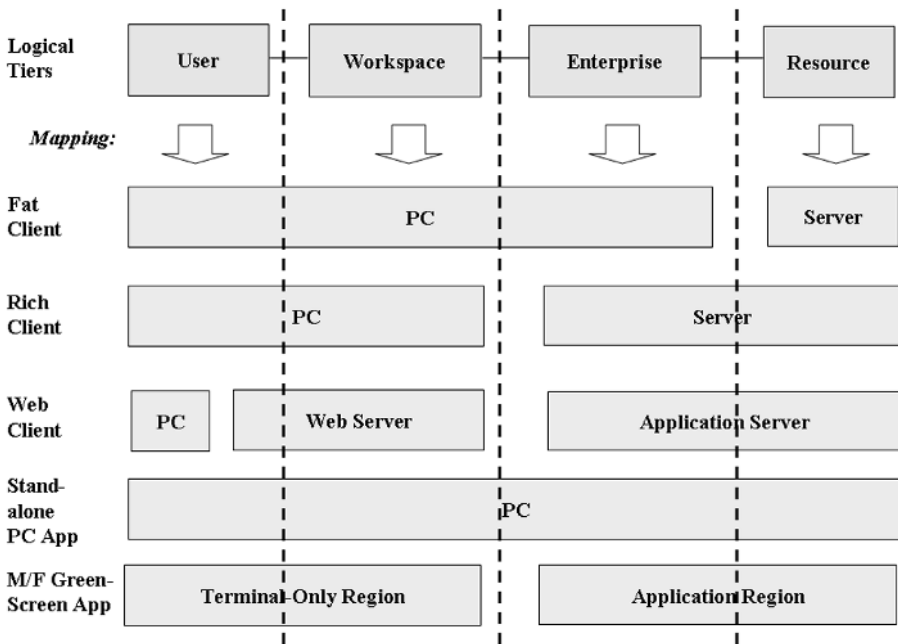 Logical
Tiers
User
Workspace
Enterprise
Resource
Mapping:
Fat
Client
PC
Server
Rich
Client
PC
Server
Web
Client
PC
Web Server
Application Server
Stand-
alone
PC App
PC
M/F Green-
Screen App
Terminal-Only Region
Application Region